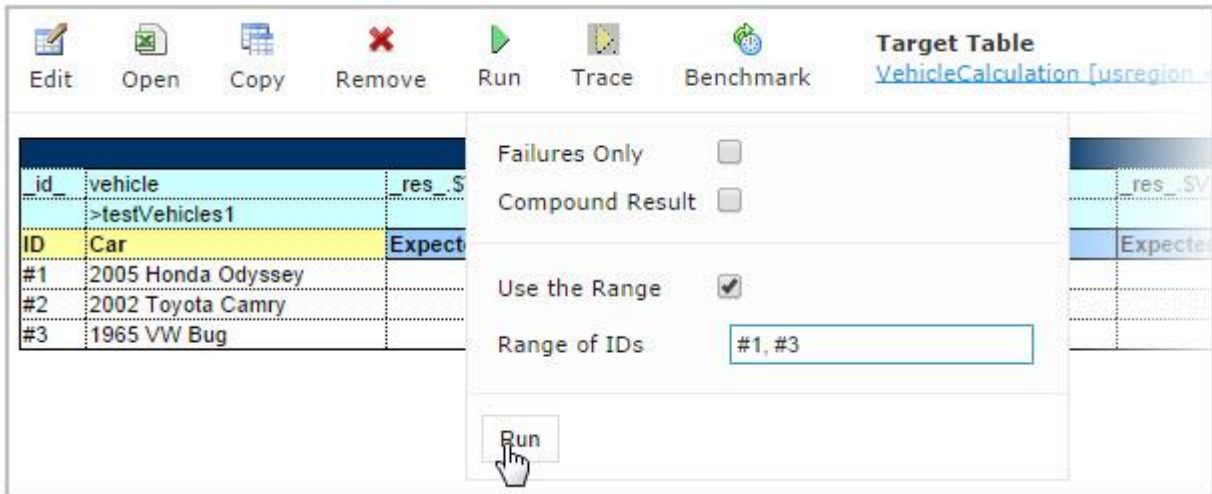 Edit Open Copy Remove Run Trace Benchmark
Target Table
VehicleCalculation [usregion
Failures Only
Compound Result
Use the Range
Range of IDs #1, #3
Run
_id_ vehicle _res_.$ _res_.$V
>testVehicles1
ID Car Expect Expecte
#1 2005 Honda Odyssey
#2 2002 Toyota Camry
#3 1965 VW Bug